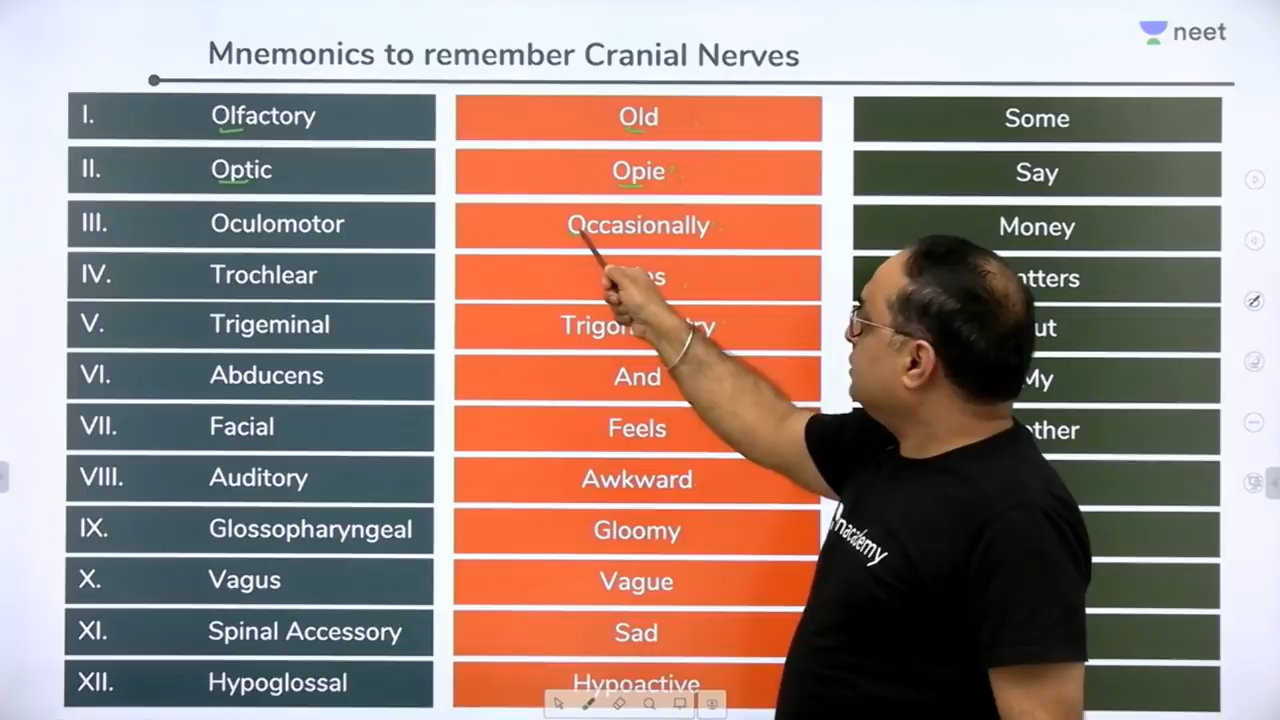 neet
Mnemonics to remember Cranial Nerves
I. Olfactory Old Some
II. Optic Opie Say
III. Oculomotor Occasionally Money
IV. Trochlear
V. Trigeminal
VI. Abducens And My
VII. Facial Feels
VIII. Auditory Awkward
IX. Glossopharyngeal Gloomy
X. Vagus Vague
XI. Spinal Accessory Sad
XII. Hypoglossal Hypoactive